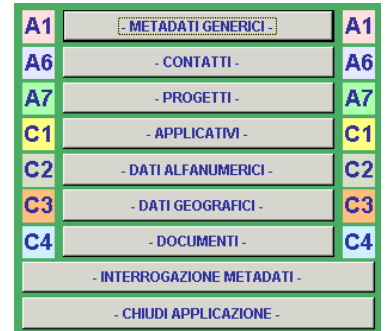 A1 - METADATI GENERICI - A1
A6 - CONTATTI - A6
A7 - PROGETTI - A7
C1 - APPLICATIVI - C1
C2 - DATI ALFANUMERICI - C2
C3 - DATI GEOGRAFICI - C3
C4 - DOCUMENTI - C4
- INTERROGAZIONE METADATI -
- CHIUDI APPLICAZIONE -